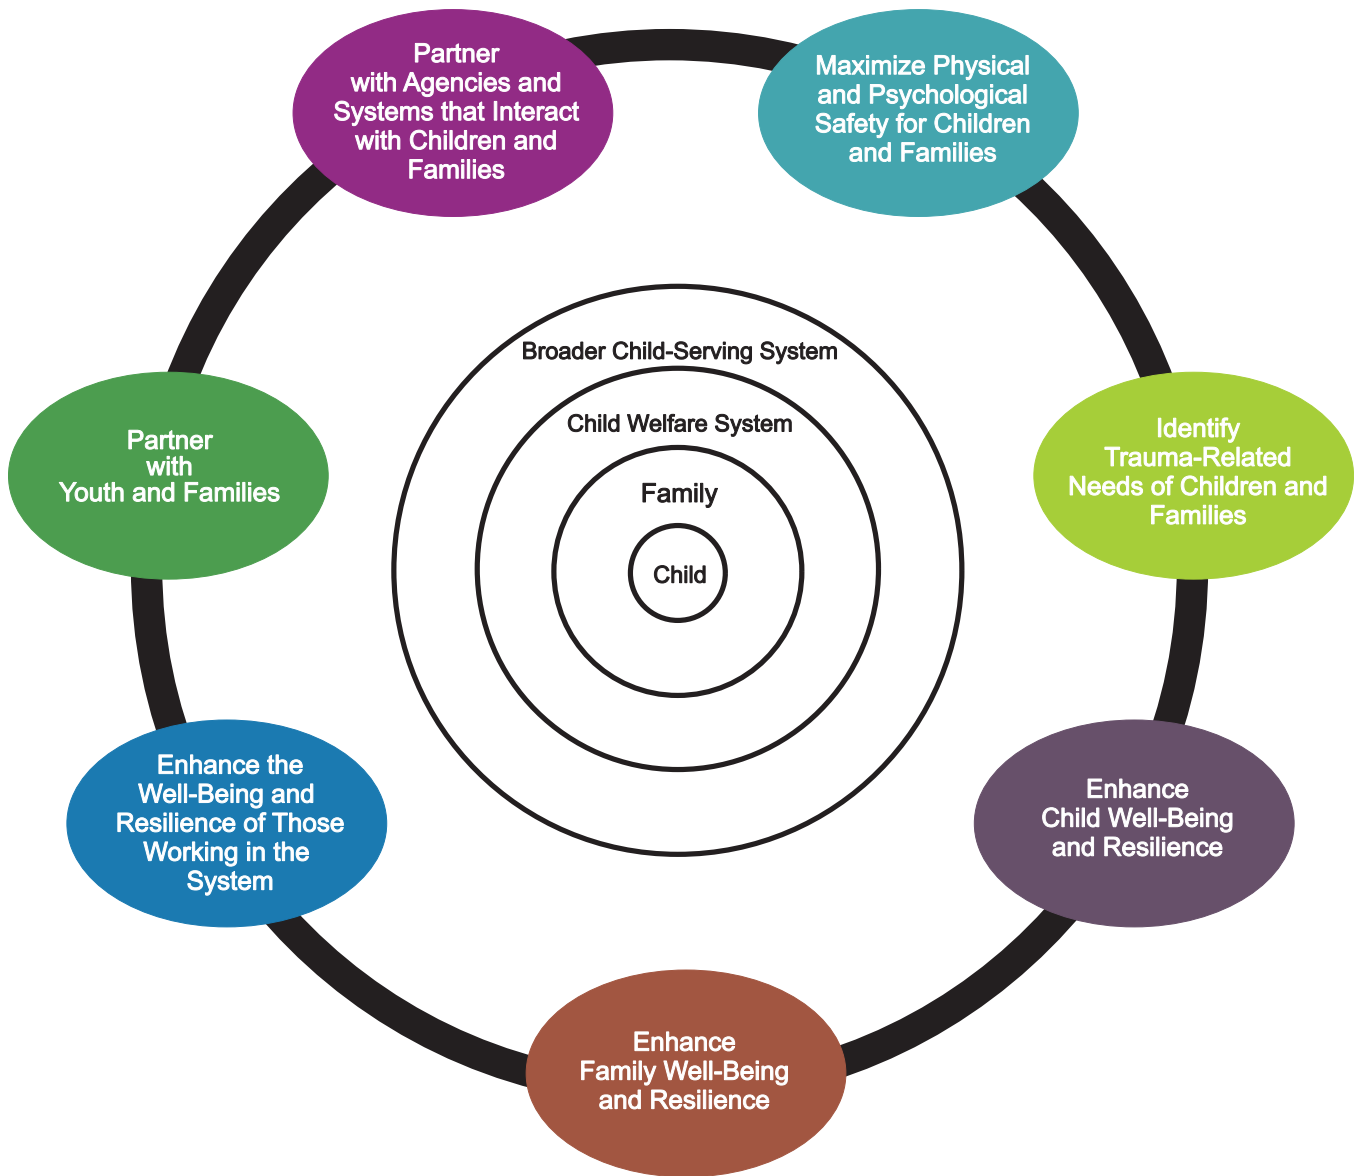 Partner
with Agencies and
Systems that Interact
with Children and
Families
Maximize Physical
and Psychological
Safety for Children
and Families
Broader Child-Serving System
Child Welfare System
Family
Child
Partner
with
Youth and Families
Identify
Trauma-Related
Needs of Children and
Families
Enhance the
Well-Being and
Resilience of Those
Working in the
System
Enhance
Child Well-Being
and Resilience
Enhance
Family Well-Being
and Resilience